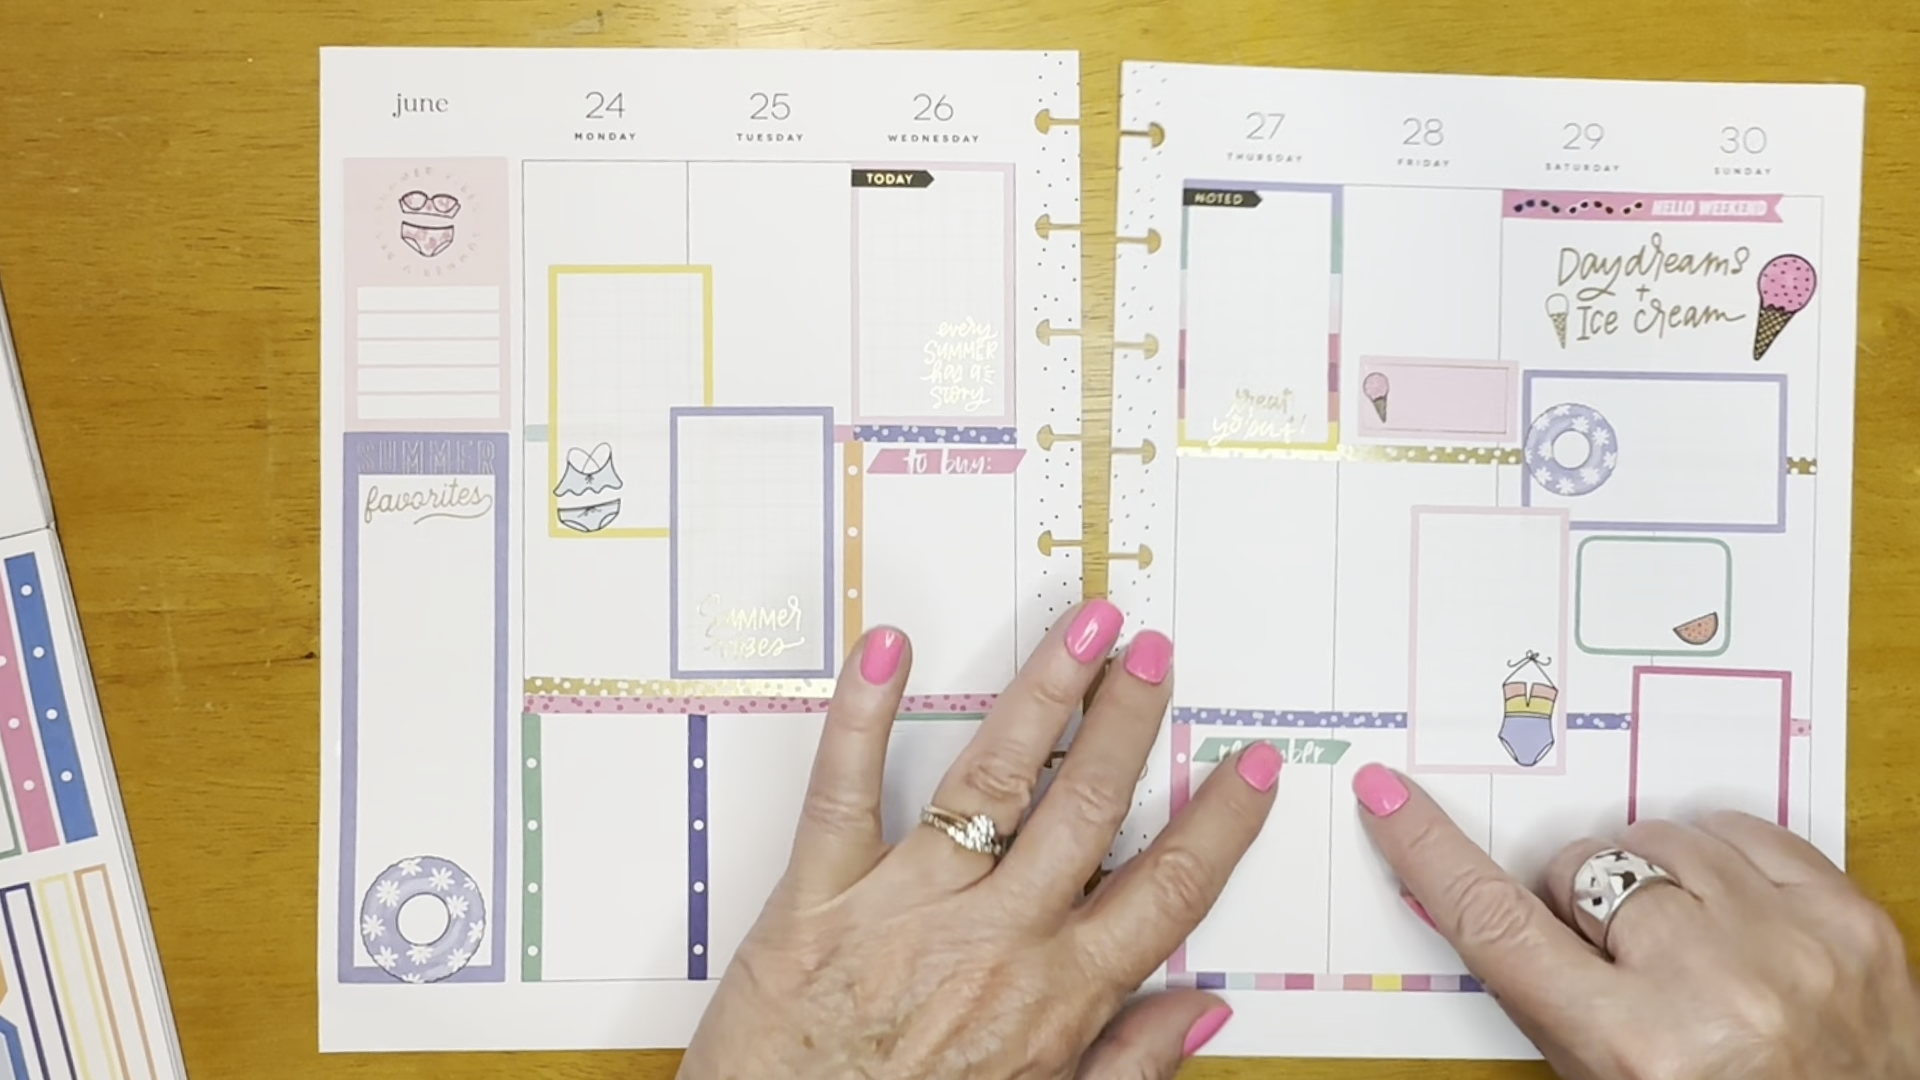 june
24
MONDAY
25
TUESDAY
26
WEDNESDAY
27
THURSDAY
28
FRIDAY
29
SATURDAY
30
SUNDAY
TODAY
every
SUMMER
has a
story
to buy:
SUMMER
favorites
Summer
vibes
NOTED
treat
yo'self!
HELLO WEEKEND
Daydreams
+
Ice cream
remember